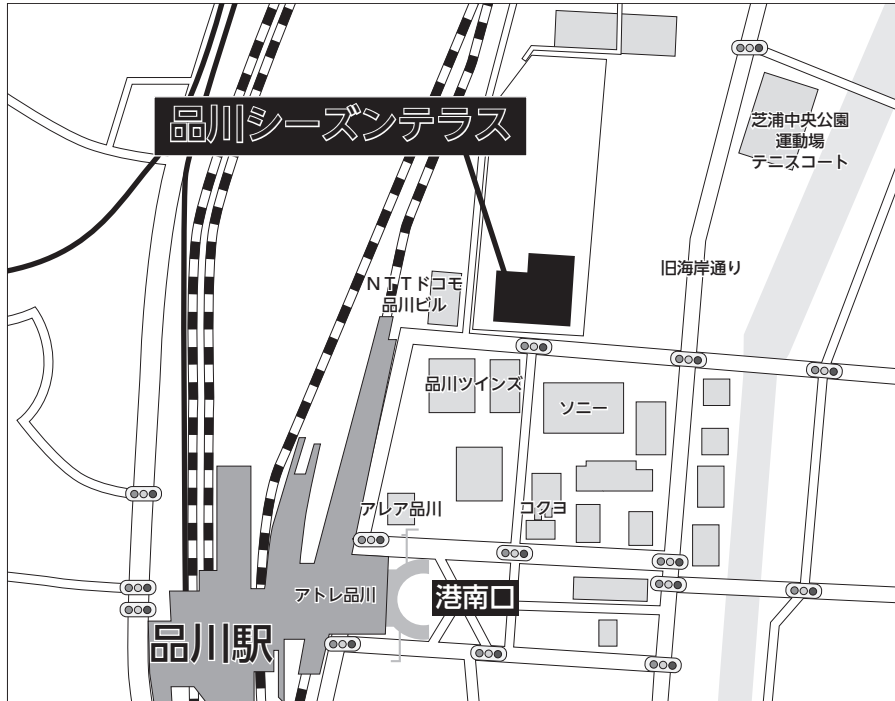 品川シーズンテラス
芝浦中央公園
運動場
テニスコート
旧海岸通り
NTTドコモ
品川ビル
品川ツインズ
ソニー
アレア品川
コクヨ
アトレ品川
港南口
品川駅